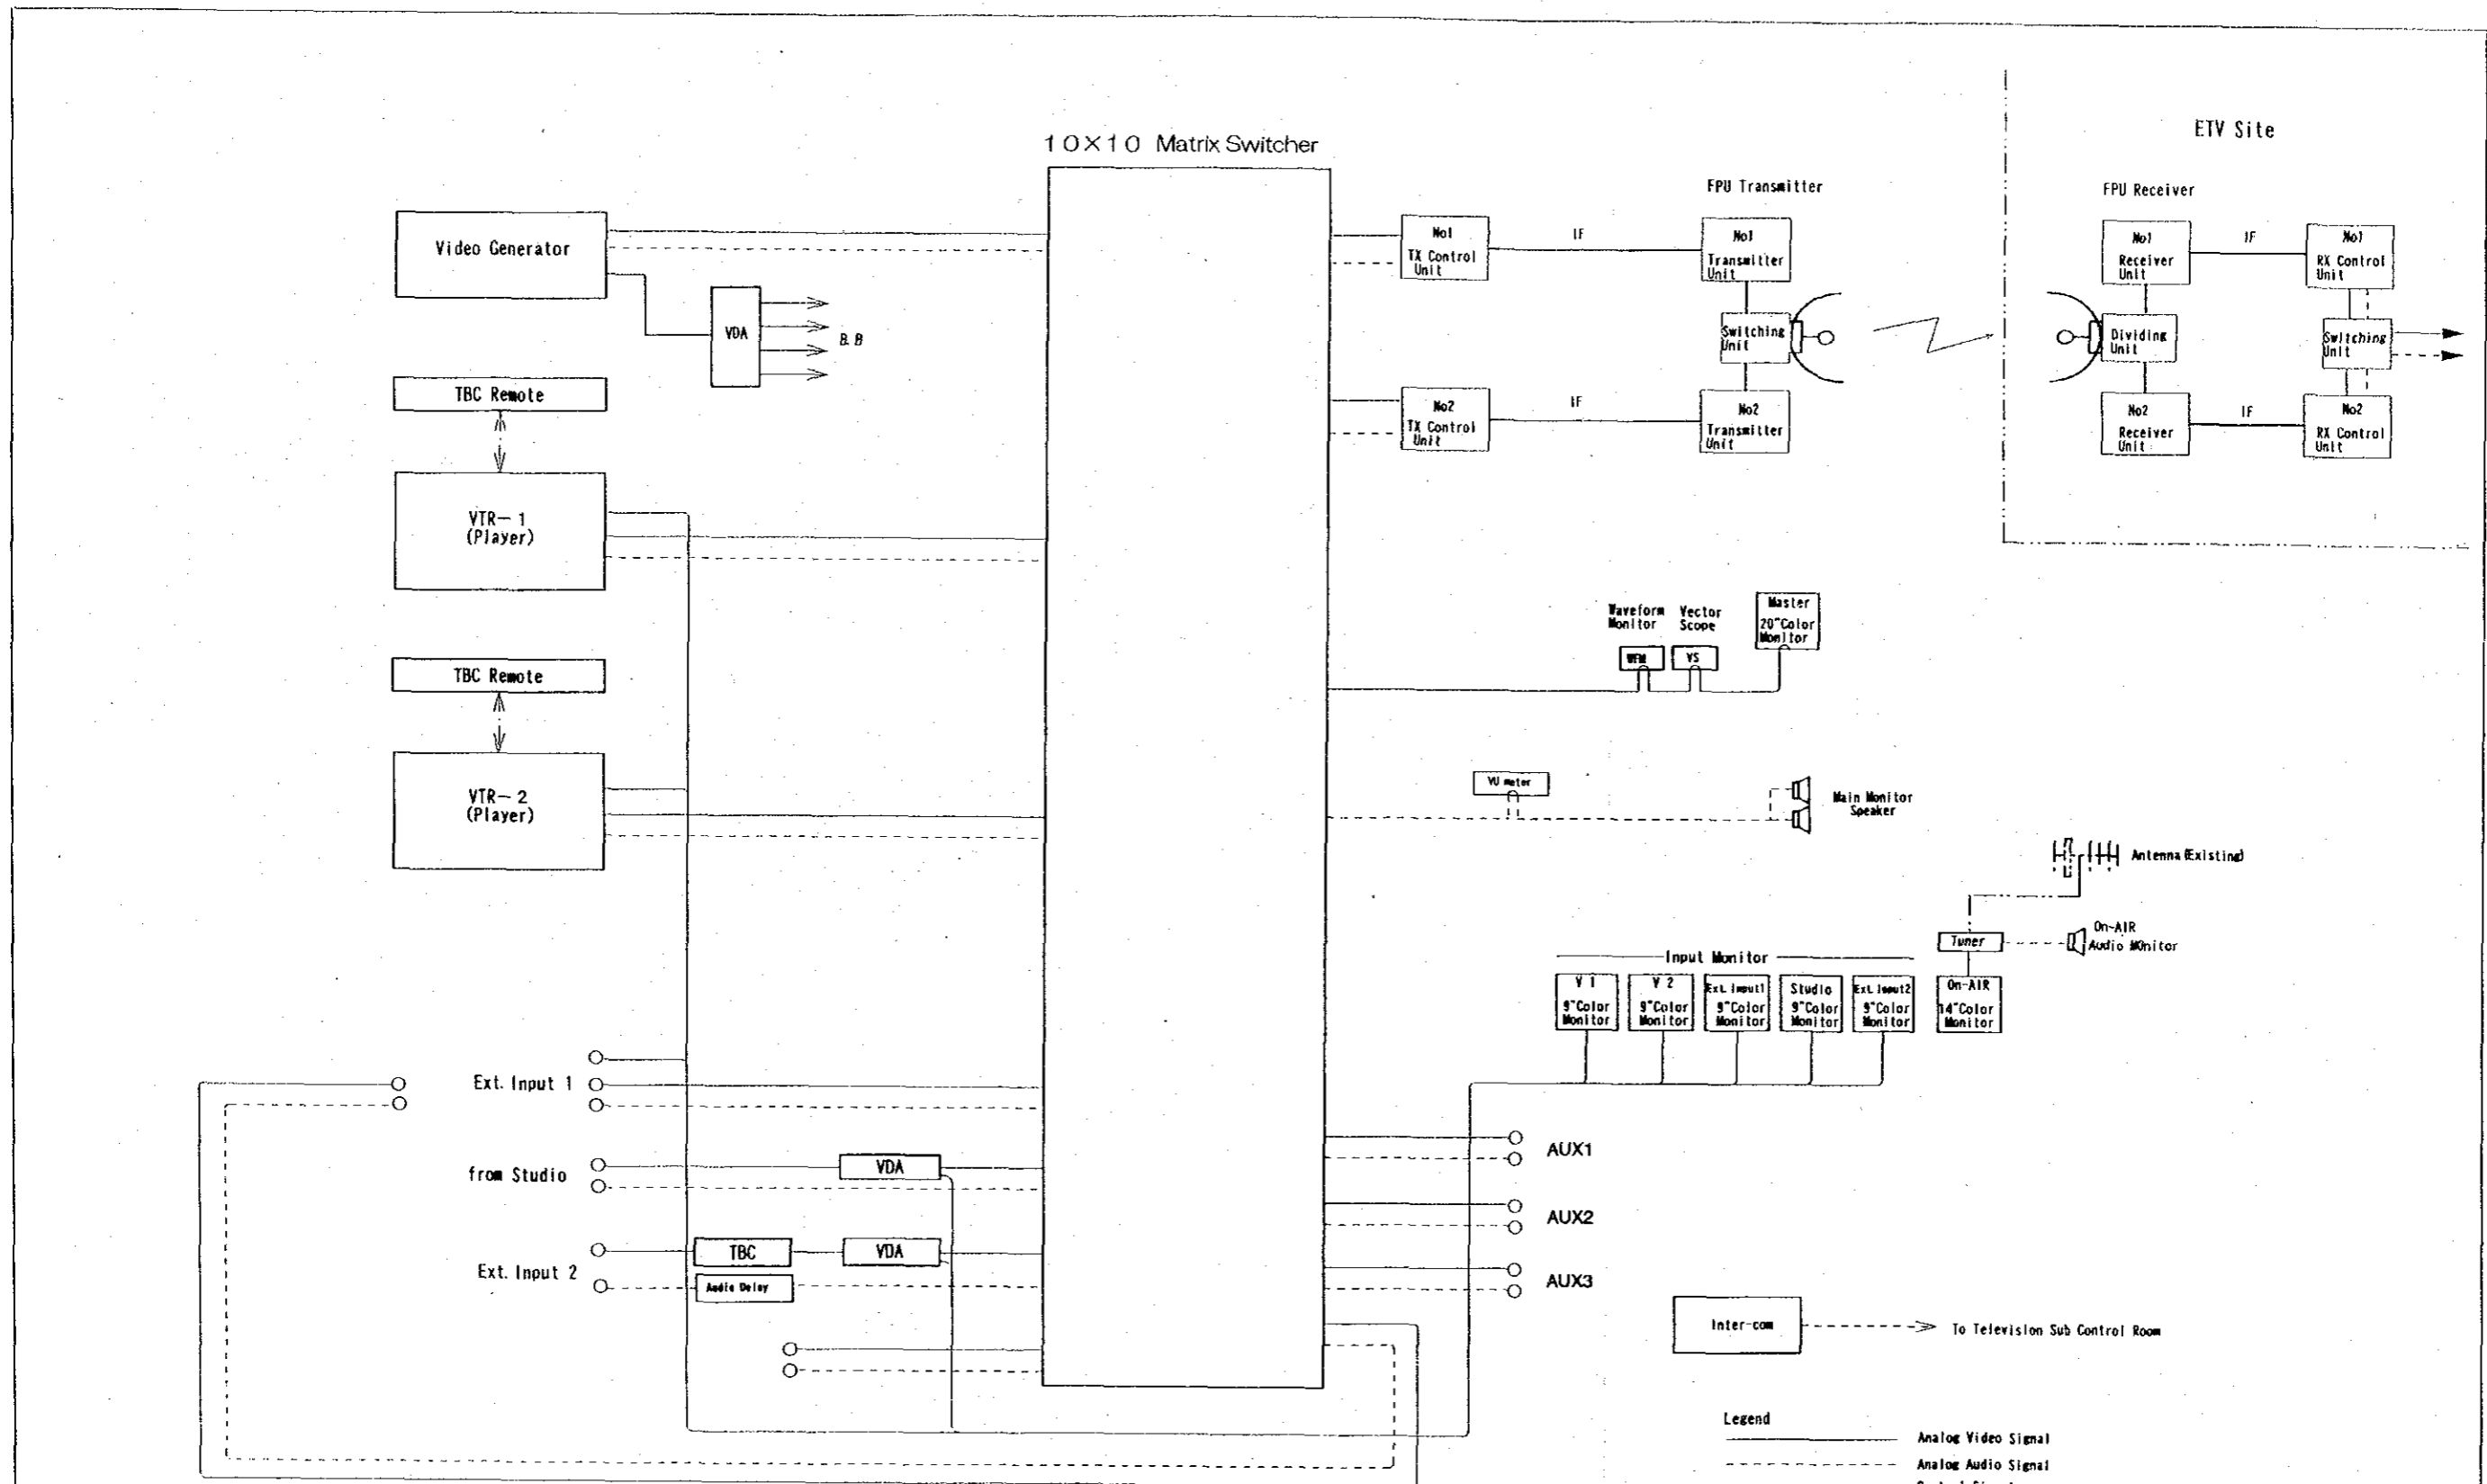 10X10 Matrix Switcher
ETV Site
FPU Transmitter
FPU Receiver
Video Generator
VDA
B.B
No1
TX Control
Unit
IF
No1
Transmitter
Unit
Switching
Unit
No2
TX Control
Unit
IF
No2
Transmitter
Unit
No1
Receiver
Unit
IF
No1
RX Control
Unit
Dividing
Unit
Switching
Unit
No2
Receiver
Unit
IF
No2
RX Control
Unit
TBC Remote
VTR-1
(Player)
TBC Remote
VTR-2
(Player)
Waveform
Monitor
Vector
Scope
Master
20"Color
Monitor
WFM
VS
VU meter
Main Monitor
Speaker
Antenna(Existing)
Tuner
On-AIR
Audio MOnitor
Input Monitor
V 1
9"Color
Monitor
V 2
9"Color
Monitor
Ext. Input1
9"Color
Monitor
Studio
9"Color
Monitor
Ext. Input2
9"Color
Monitor
On-AIR
14"Color
Monitor
Ext. Input 1
from Studio
VDA
Ext. Input 2
TBC
VDA
Audio Delay
AUX1
AUX2
AUX3
Inter-com
To Television Sub Control Room
Legend
Analog Video Signal
Analog Audio Signal